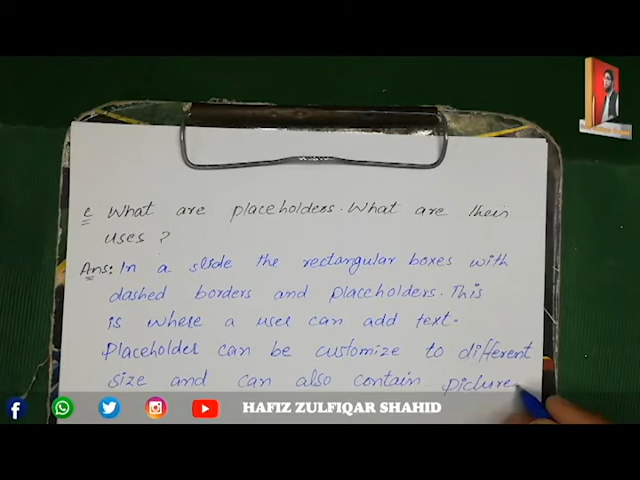 e What are placeholders. What are their
uses ?
Ans: In a slide the rectangular boxes with
dashed borders and placeholders. This
is where a user can add text.
Placeholder can be customize to different
size and can also contain picture
HAFIZ ZULFIQAR SHAHID